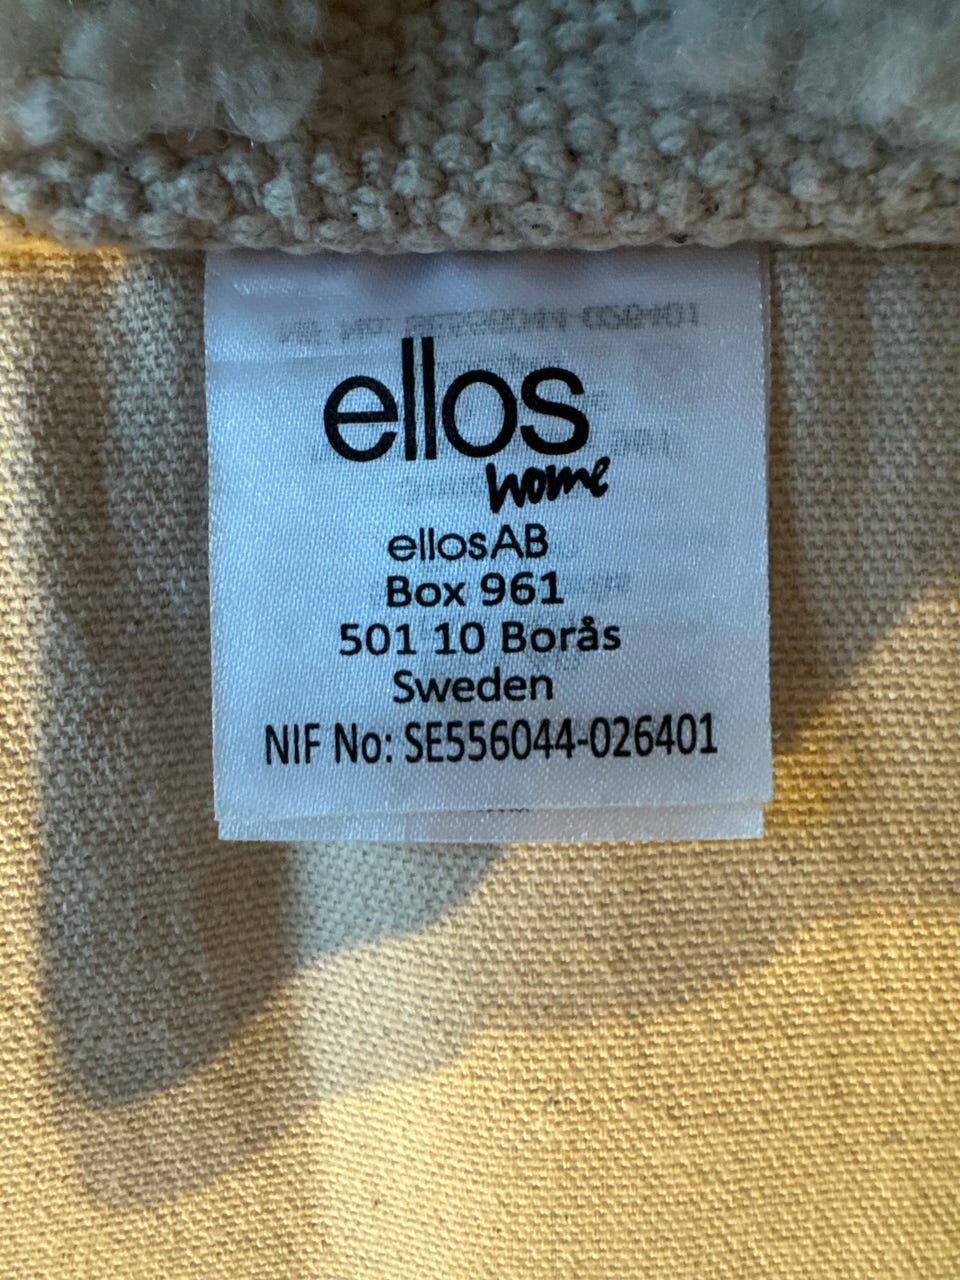 ellos
home
ellosAB
Box 961
501 10 Borås
Sweden
NIF No: SE556044-026401